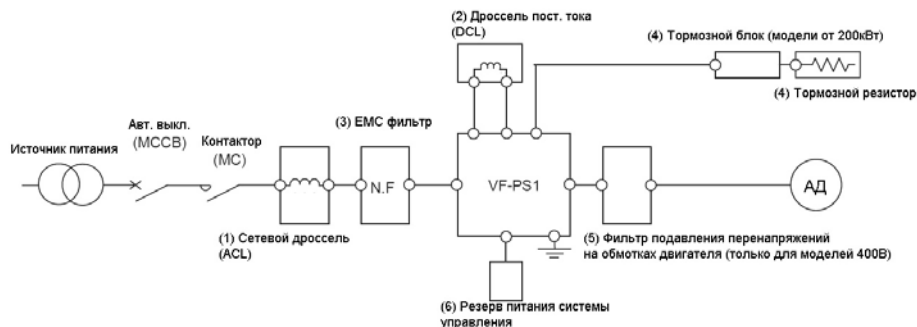 (2) Дроссель пост. тока
(DCL)
(4) Тормозной блок (модели от 200кВт)
(4) Тормозной резистор
Авт. выкл.
(MCCB)
Контактор
(MC)
(3) EMC фильтр
Источник питания
N.F
VF-PS1
АД
(1) Сетевой дроссель
(ACL)
(5) Фильтр подавления перенапряжений
на обмотках двигателя (только для моделей 400В)
(6) Резерв питания системы
управления